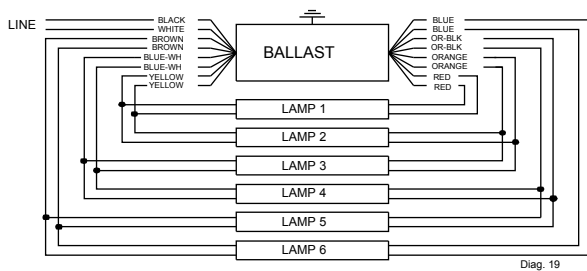 LINE
BLACK
WHITE
BROWN
BROWN
BLUE-WH
BLUE-WH
YELLOW
YELLOW
BALLAST
BLUE
BLUE
OR-BLK
OR-BLK
ORANGE
ORANGE
RED
RED
LAMP 1
LAMP 2
LAMP 3
LAMP 4
LAMP 5
LAMP 6
Diag. 19